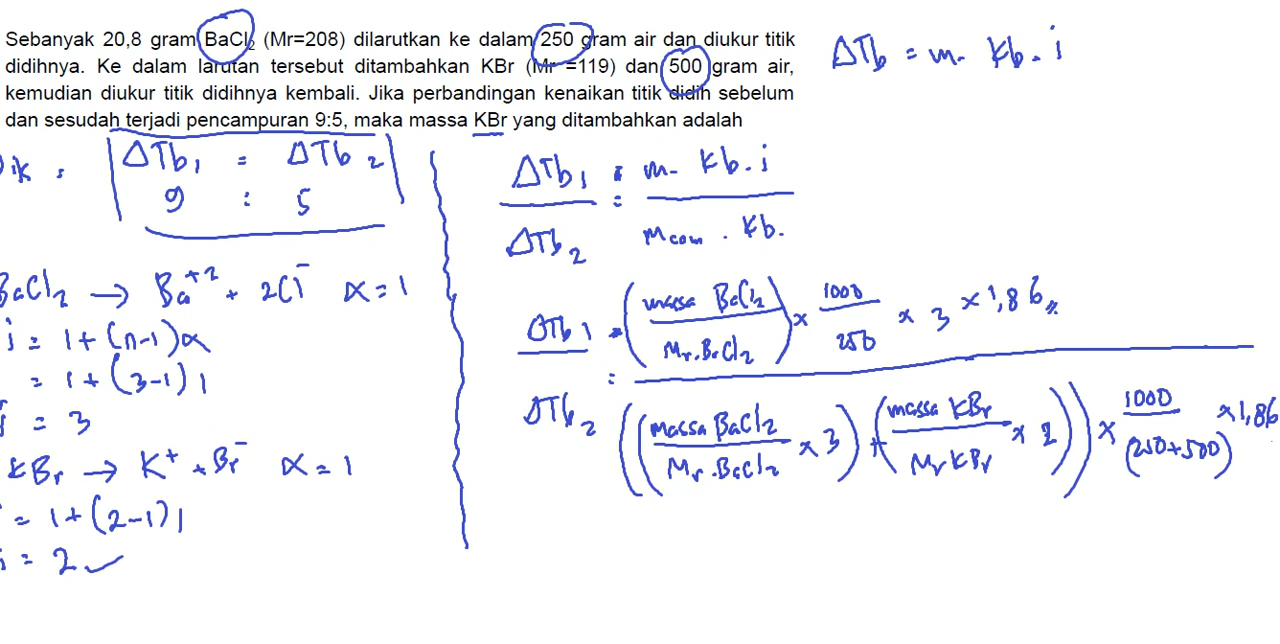 Sebanyak 20,8 gram BaCl₂ (Mr=208) dilarutkan ke dalam 250 gram air dan diukur titik
didihnya. Ke dalam larutan tersebut ditambahkan KBr (Mr =119) dan 500 gram air,
kemudian diukur titik didihnya kembali. Jika perbandingan kenaikan titik didih sebelum
dan sesudah terjadi pencampuran 9:5, maka massa KBr yang ditambahkan adalah
ΔTb = m. Kb. i
Dik :
ΔTb₁ = ΔTb₂
9 : 5
BaCl₂ → Ba⁺² + 2Cl⁻ α = 1
i = 1 + (n-1)α
= 1 + (3-1) 1
i = 3
KBr → K⁺ + Br⁻ α = 1
= 1 + (2-1) 1
i = 2 ✓
ΔTb₁ = m. Kb. i
ΔTb₂ m com . Kb.
ΔTb 1 = (massa BaCl₂ / Mr.BaCl₂) × 1000/250 × 3 × 1,86
ΔTb₂ ((massa BaCl₂ / Mr.BaCl₂ × 3) + (massa KBr / Mr KBr × 2)) × 1000/(250+500) × 1,86